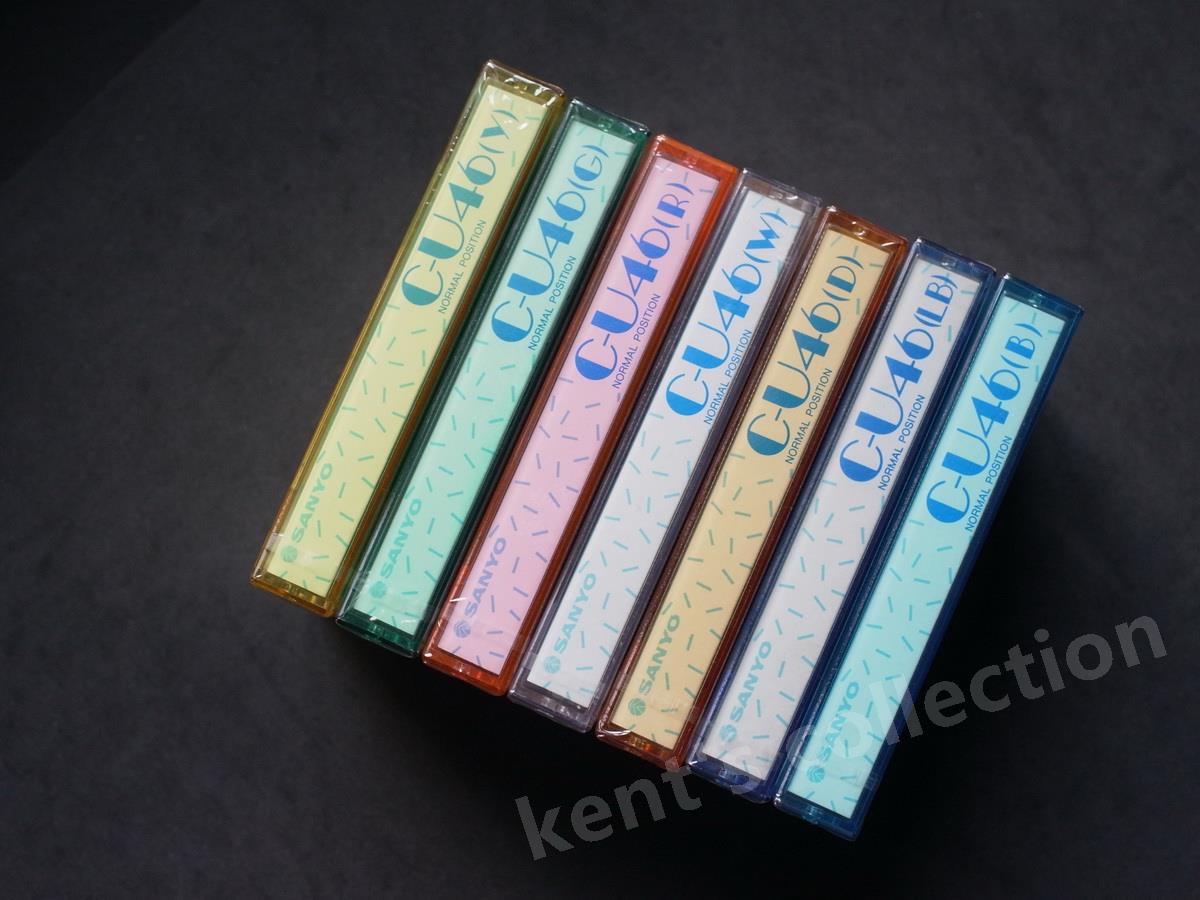 SANYO
C-U46(Y)
NORMAL POSITION
SANYO
C-U46(G)
NORMAL POSITION
SANYO
C-U46(R)
NORMAL POSITION
SANYO
C-U46(W)
NORMAL POSITION
SANYO
C-U46(D)
NORMAL POSITION
SANYO
C-U46(LB)
NORMAL POSITION
SANYO
C-U46(B)
NORMAL POSITION
kent's collection